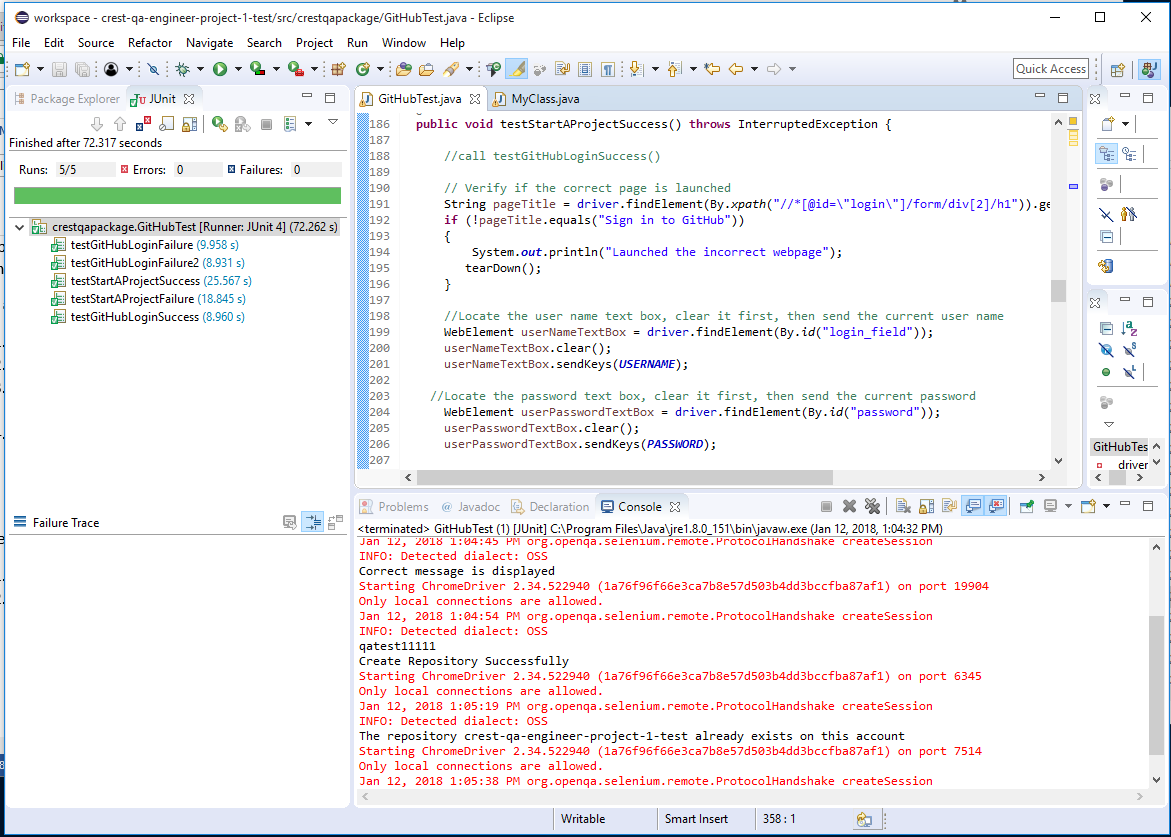 workspace - crest-qa-engineer-project-1-test/src/crestqapackage/GitHubTest.java - Eclipse
File Edit Source Refactor Navigate Search Project Run Window Help
Quick Access
Package Explorer JUnit
Finished after 72.317 seconds
Runs: 5/5 Errors: 0 Failures: 0
crestqapackage.GitHubTest [Runner: JUnit 4] (72.262 s)
testGitHubLoginFailure (9.958 s)
testGitHubLoginFailure2 (8.931 s)
testStartAProjectSuccess (25.567 s)
testStartAProjectFailure (18.845 s)
testGitHubLoginSuccess (8.960 s)
Failure Trace
GitHubTest.java MyClass.java
186 public void testStartAProjectSuccess() throws InterruptedException {
187
188 //call testGitHubLoginSuccess()
189
190 // Verify if the correct page is launched
191 String pageTitle = driver.findElement(By.xpath("//*[@id=\"login\"]/form/div[2]/h1")).ge
192 if (!pageTitle.equals("Sign in to GitHub"))
193 {
194 System.out.println("Launched the incorrect webpage");
195 tearDown();
196 }
197
198 //Locate the user name text box, clear it first, then send the current user name
199 WebElement userNameTextBox = driver.findElement(By.id("login_field"));
200 userNameTextBox.clear();
201 userNameTextBox.sendKeys(USERNAME);
202
203 //Locate the password text box, clear it first, then send the current password
204 WebElement userPasswordTextBox = driver.findElement(By.id("password"));
205 userPasswordTextBox.clear();
206 userPasswordTextBox.sendKeys(PASSWORD);
207
GitHubTes
driver
Problems @ Javadoc Declaration Console
<terminated> GitHubTest (1) [JUnit] C:\Program Files\Java\jre1.8.0_151\bin\javaw.exe (Jan 12, 2018, 1:04:32 PM)
Jan 12, 2018 1:04:45 PM org.openqa.selenium.remote.ProtocolHandshake createSession
INFO: Detected dialect: OSS
Correct message is displayed
Starting ChromeDriver 2.34.522940 (1a76f96f66e3ca7b8e57d503b4dd3bccfba87af1) on port 19904
Only local connections are allowed.
Jan 12, 2018 1:04:54 PM org.openqa.selenium.remote.ProtocolHandshake createSession
INFO: Detected dialect: OSS
qatest11111
Create Repository Successfully
Starting ChromeDriver 2.34.522940 (1a76f96f66e3ca7b8e57d503b4dd3bccfba87af1) on port 6345
Only local connections are allowed.
Jan 12, 2018 1:05:19 PM org.openqa.selenium.remote.ProtocolHandshake createSession
INFO: Detected dialect: OSS
The repository crest-qa-engineer-project-1-test already exists on this account
Starting ChromeDriver 2.34.522940 (1a76f96f66e3ca7b8e57d503b4dd3bccfba87af1) on port 7514
Only local connections are allowed.
Jan 12, 2018 1:05:38 PM org.openqa.selenium.remote.ProtocolHandshake createSession
Writable Smart Insert 358 : 1